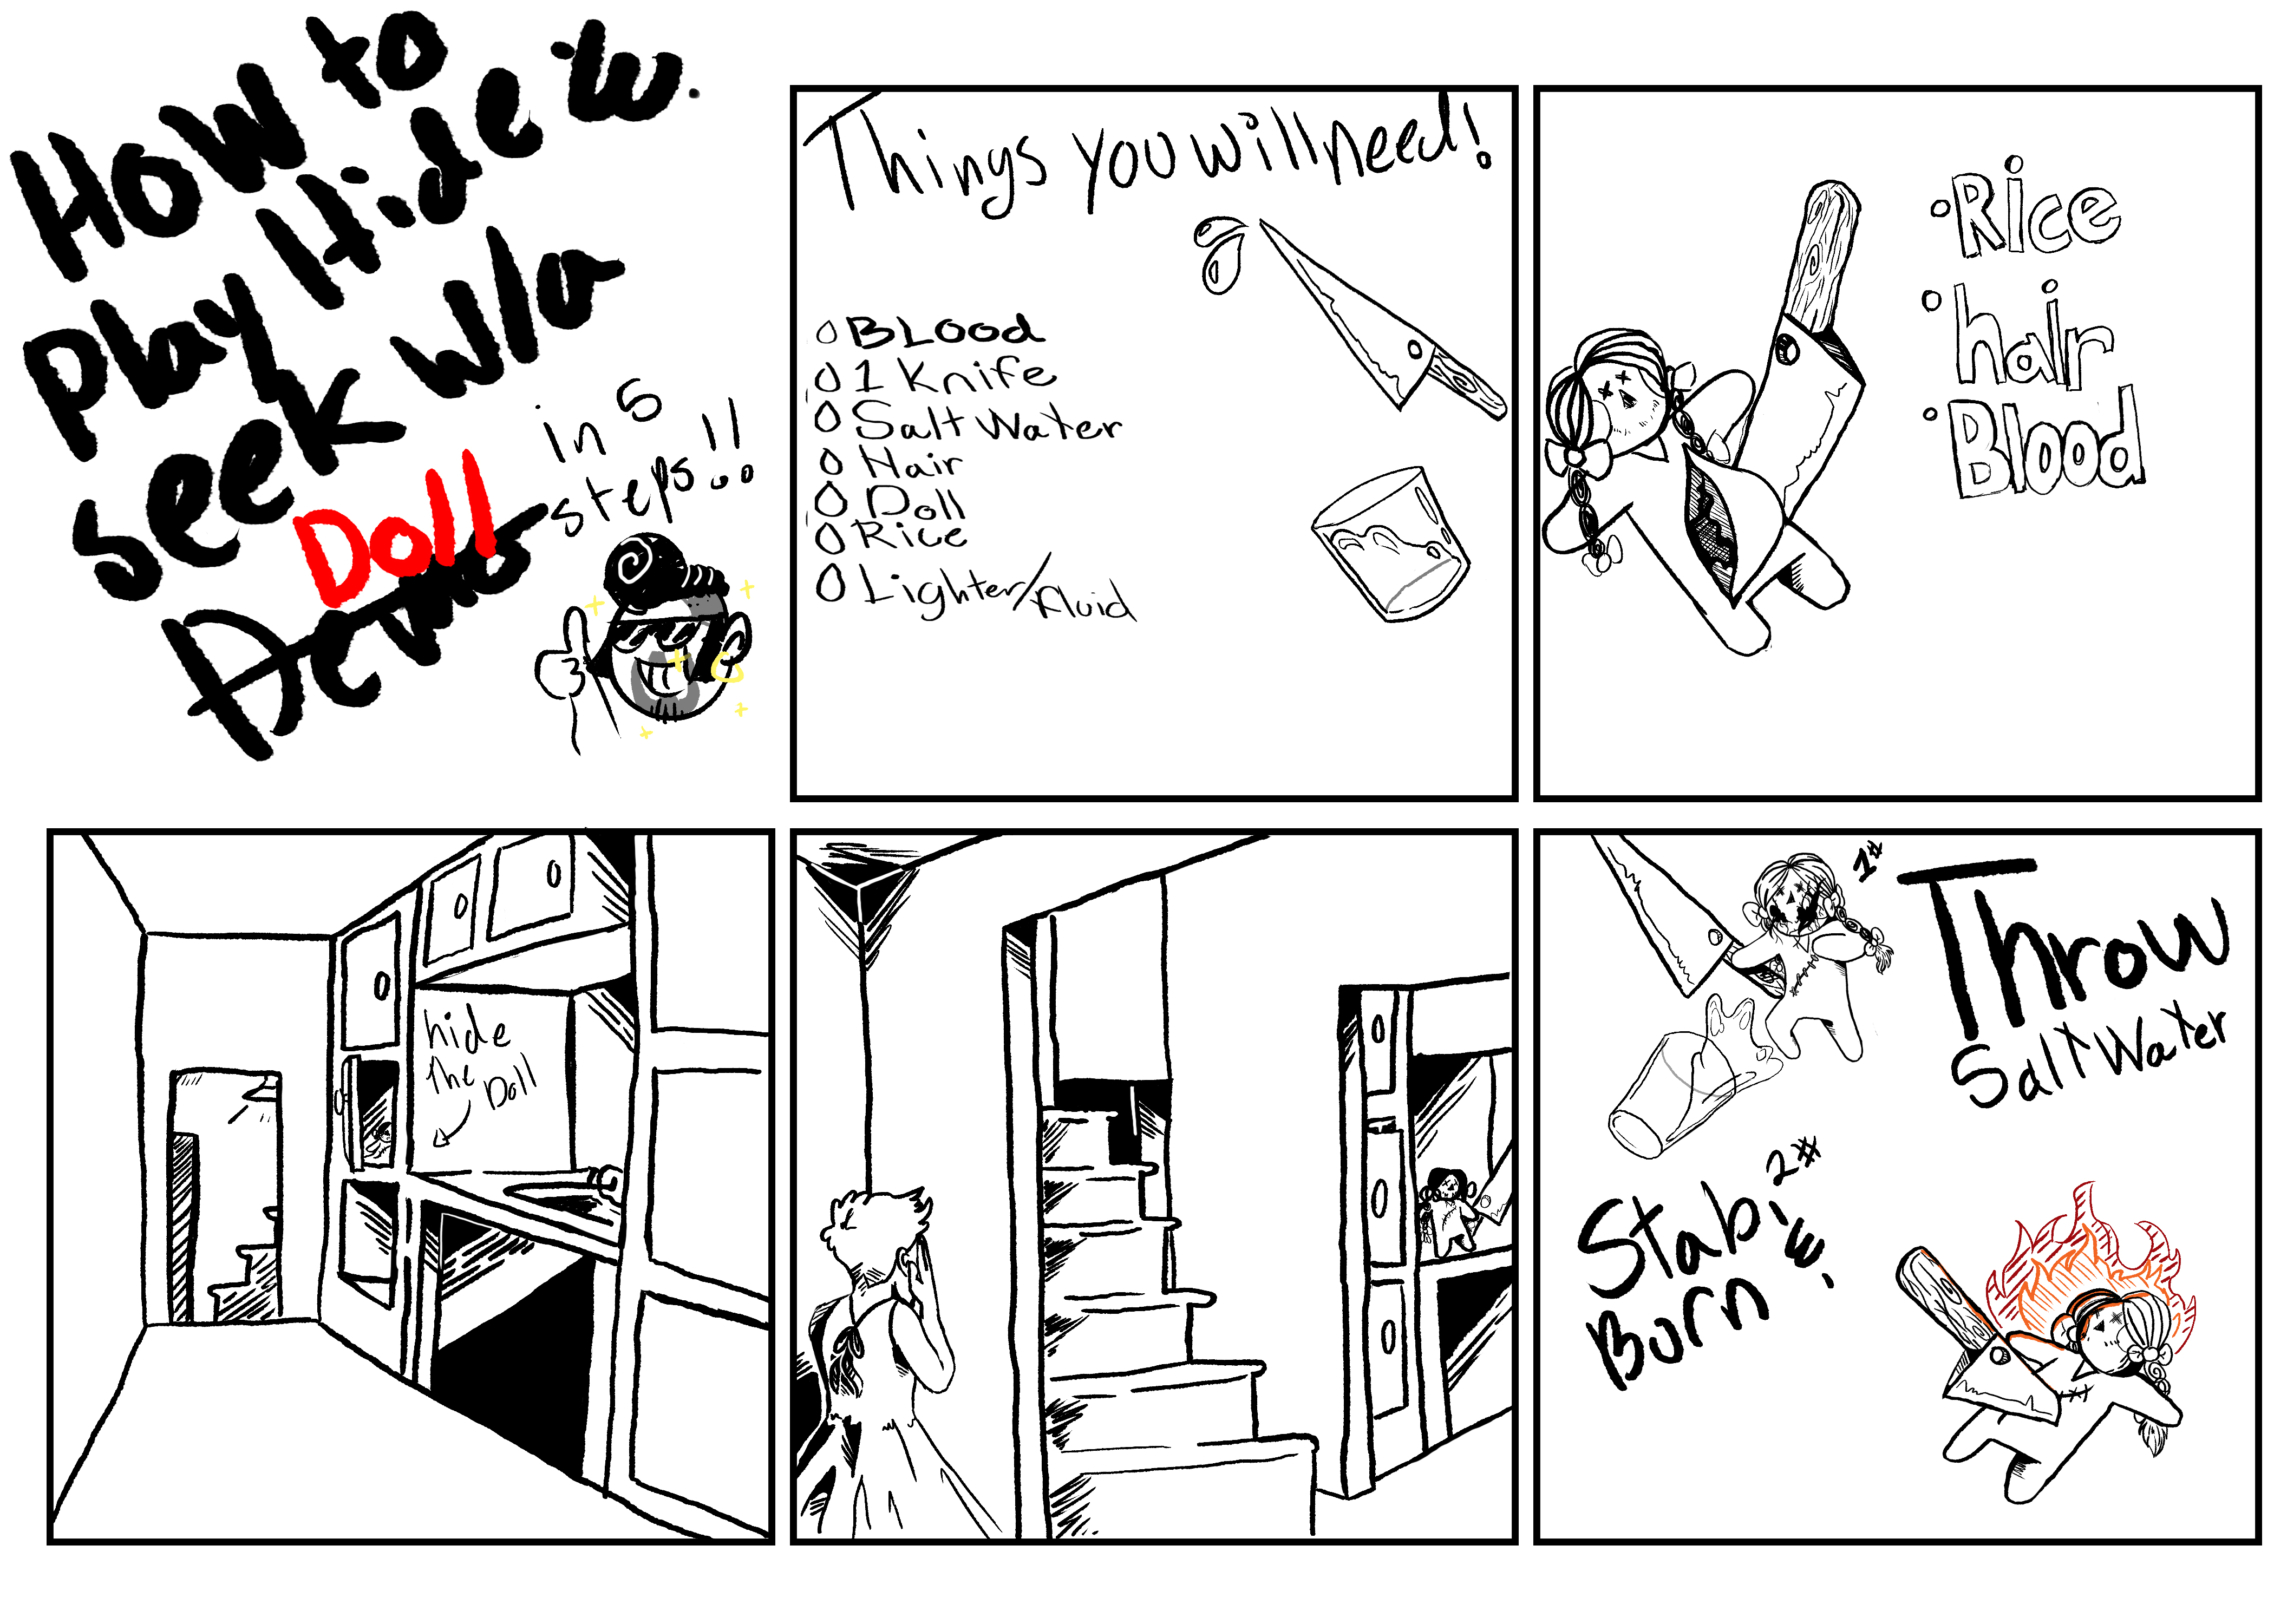 How to
Play Hide 'w.
seek w/a
Doll
Demo
in 5
steps!!
Things you will need!
BLood
1 Knife
Salt Water
Hair
Doll
Rice
Lighter/fluid
Rice
hair
Blood
hide
the Doll
1#
Throw
Salt Water
2#
Stab 'w.
Burn